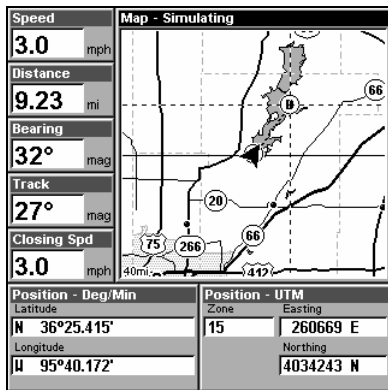 Speed
3.0 mph
Distance
9.23 mi
Bearing
32° mag
Track
27° mag
Closing Spd
3.0 mph
Map - Simulating
66
D
20
66
75
266
412
40mi
Position - Deg/Min
Latitude
N 36°25.415'
Longitude
W 95°40.172'
Position - UTM
Zone Easting
15 260669 E
Northing
4034243 N